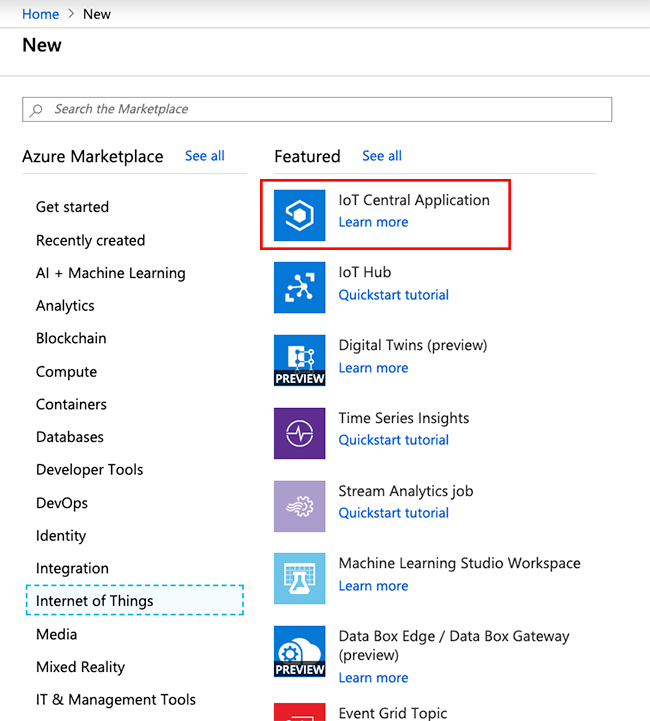 Home > New
New
Search the Marketplace
Azure Marketplace See all
Get started
Recently created
AI + Machine Learning
Analytics
Blockchain
Compute
Containers
Databases
Developer Tools
DevOps
Identity
Integration
Internet of Things
Media
Mixed Reality
IT & Management Tools
Featured See all
IoT Central Application
Learn more
IoT Hub
Quickstart tutorial
PREVIEW
Digital Twins (preview)
Learn more
Time Series Insights
Quickstart tutorial
Stream Analytics job
Quickstart tutorial
Machine Learning Studio Workspace
Learn more
PREVIEW
Data Box Edge / Data Box Gateway
(preview)
Learn more
Event Grid Topic